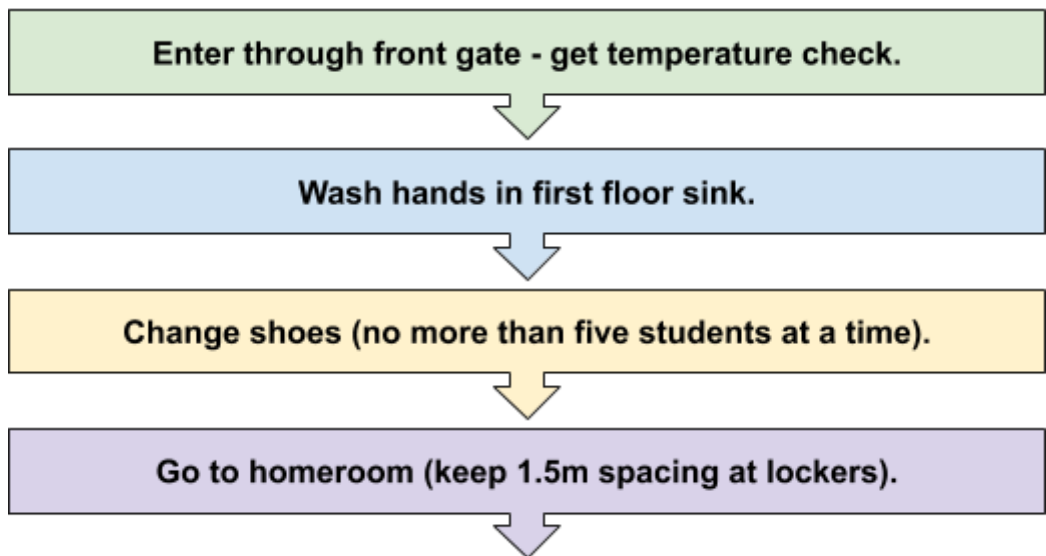 Enter through front gate - get temperature check.
Wash hands in first floor sink.
Change shoes (no more than five students at a time).
Go to homeroom (keep 1.5m spacing at lockers).